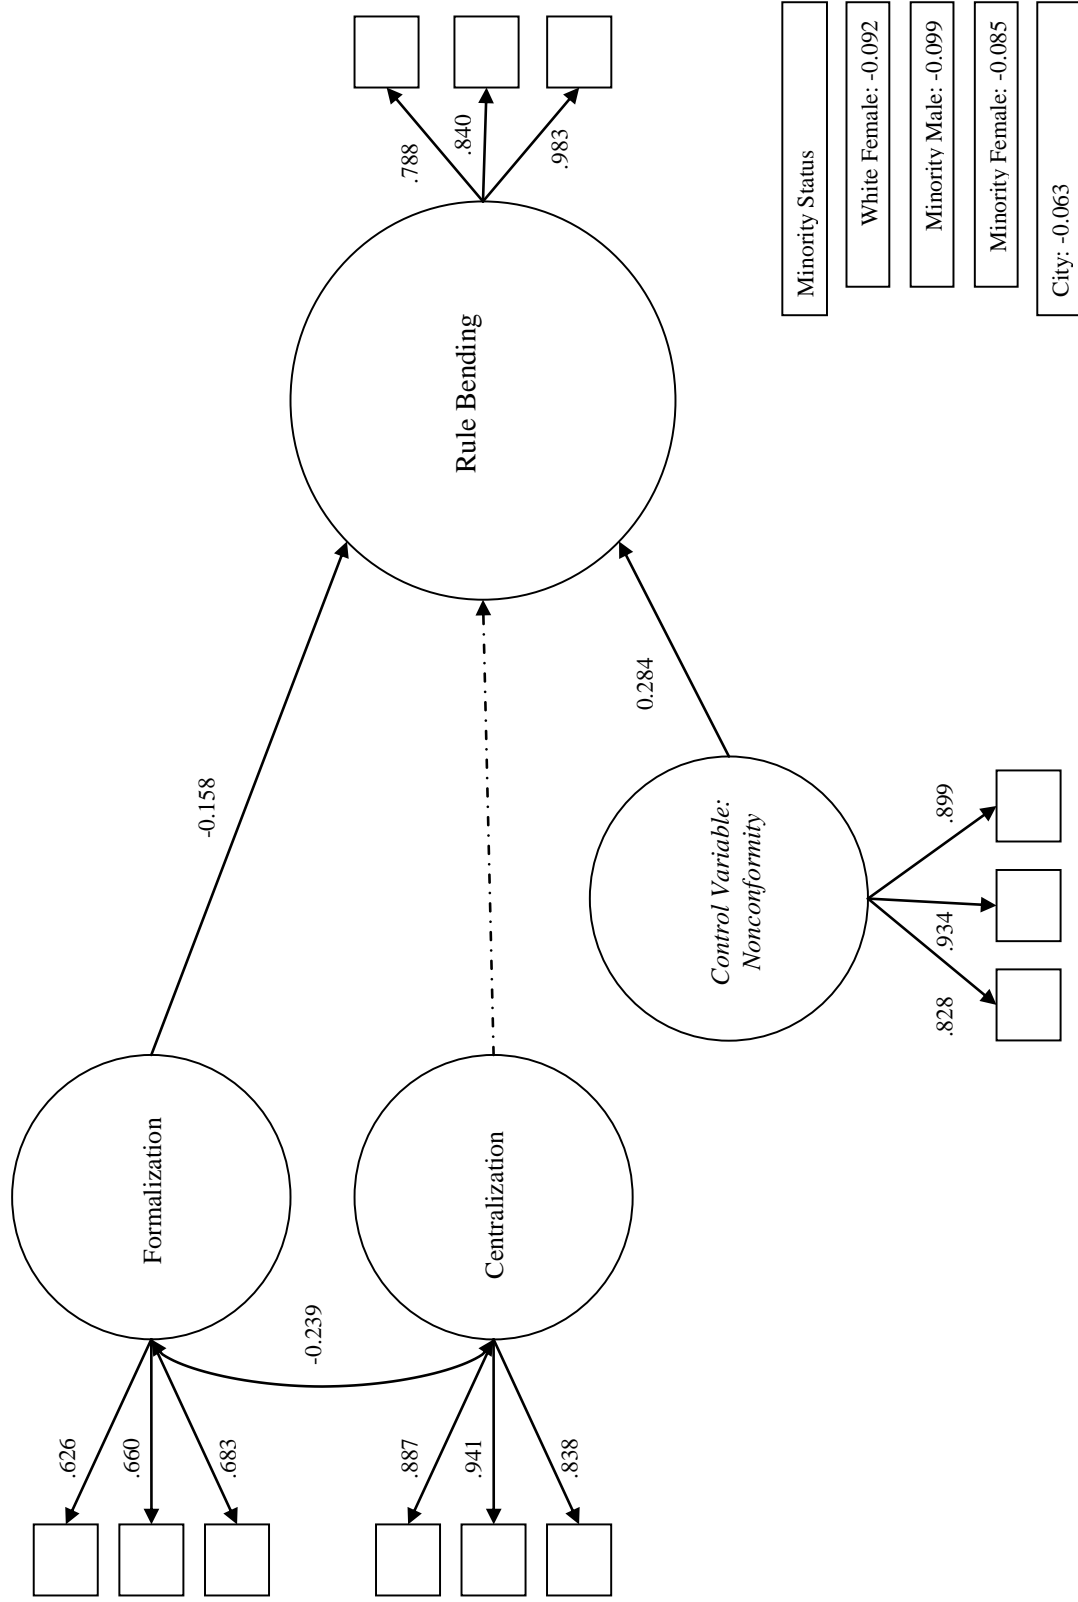 .626
.660
.683
Formalization
-0.158
-0.239
.887
.941
.838
Centralization
Rule Bending
.788
.840
.983
0.284
Control Variable:
Nonconformity
.828
.934
.899
Minority Status
White Female: -0.092
Minority Male: -0.099
Minority Female: -0.085
City: -0.063